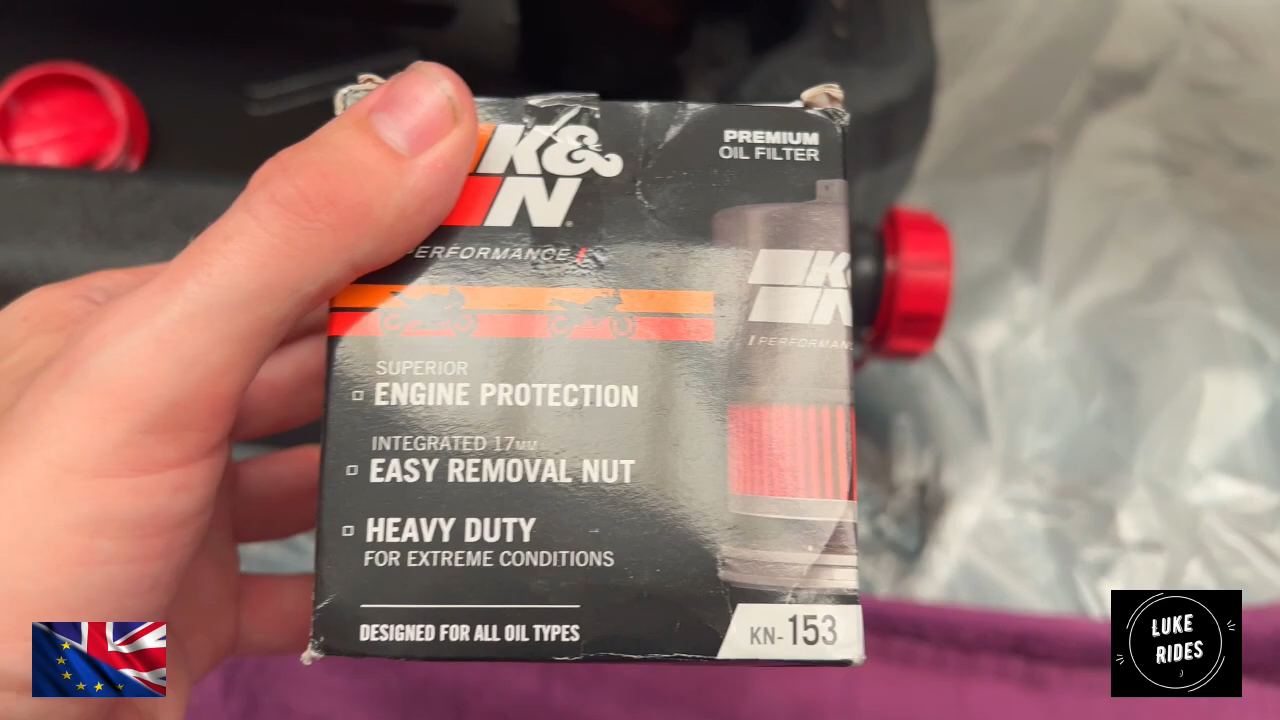 K&
N
PERFORMANCE
PREMIUM
OIL FILTER
K
N
PERFORMAN
SUPERIOR
ENGINE PROTECTION
INTEGRATED 17MM
EASY REMOVAL NUT
HEAVY DUTY
FOR EXTREME CONDITIONS
DESIGNED FOR ALL OIL TYPES
KN-153
LUKE
RIDES